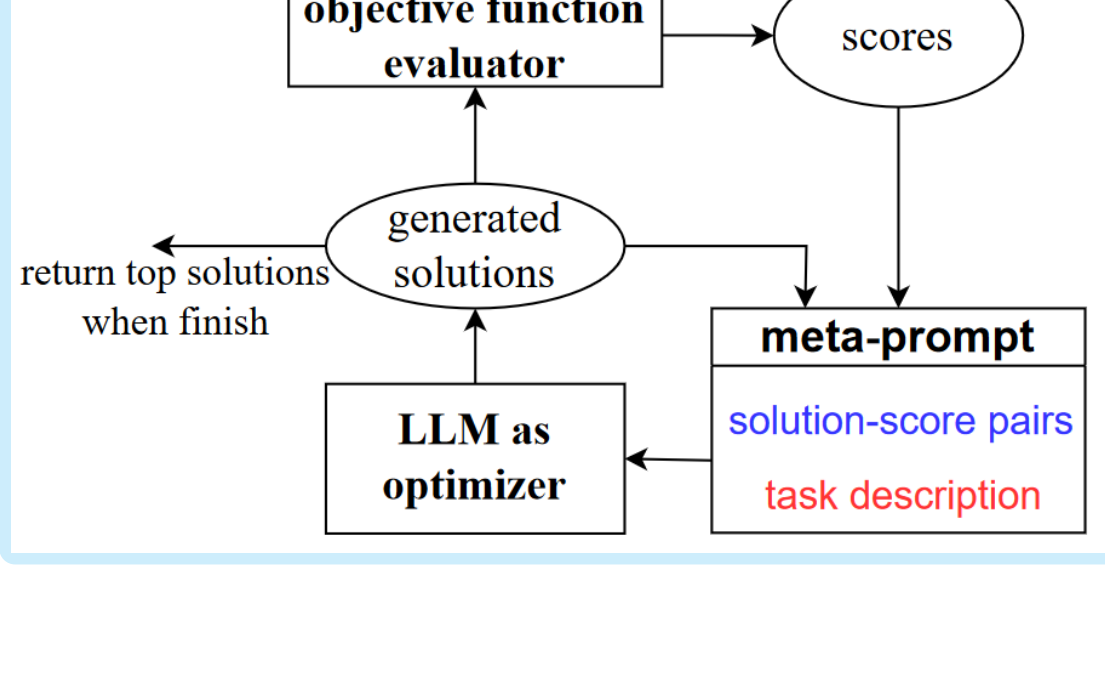 objective function
evaluator
scores
generated
solutions
return top solutions
when finish
meta-prompt
LLM as
optimizer
solution-score pairs
task description